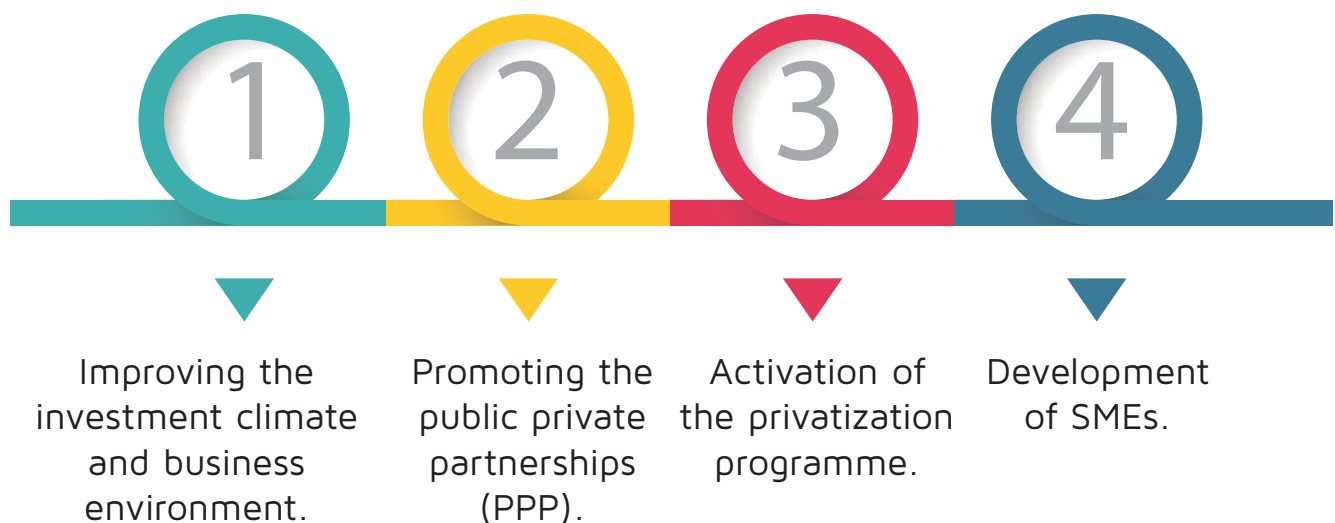 1
2
3
4
Improving the
investment climate
and business
environment.
Promoting the
public private
partnerships
(PPP).
Activation of
the privatization
programme.
Development
of SMEs.